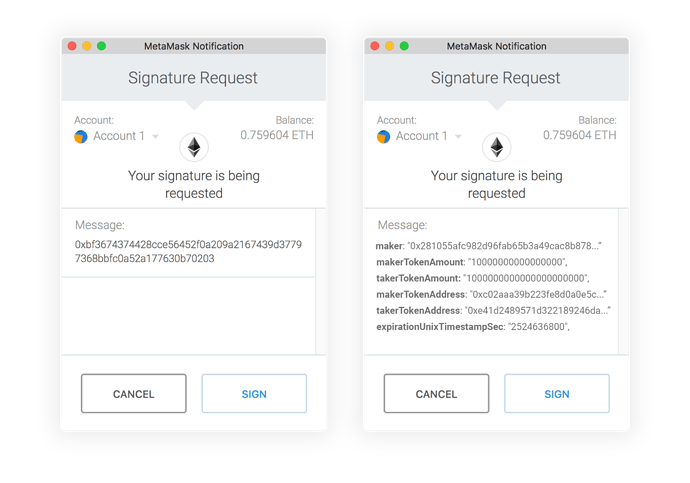 MetaMask Notification
Signature Request
Account:
Balance:
Account 1
0.759604 ETH
Your signature is being
requested
Message:
0xbf3674374428cce56452f0a209a2167439d3779
7368bbfc0a52a177630b70203
CANCEL
SIGN
MetaMask Notification
Signature Request
Account:
Balance:
Account 1
0.759604 ETH
Your signature is being
requested
Message:
maker: "0x281055afc982d96fab65b3a49cac8b878..."
makerTokenAmount: "10000000000000000",
takerTokenAmount: "1000000000000000000000",
makerTokenAddress: "0xc02aaa39b223fe8d0a0e5c..."
takerTokenAddress: "0xe41d2489571d322189246da..."
expirationUnixTimestampSec: "2524636800",
CANCEL
SIGN